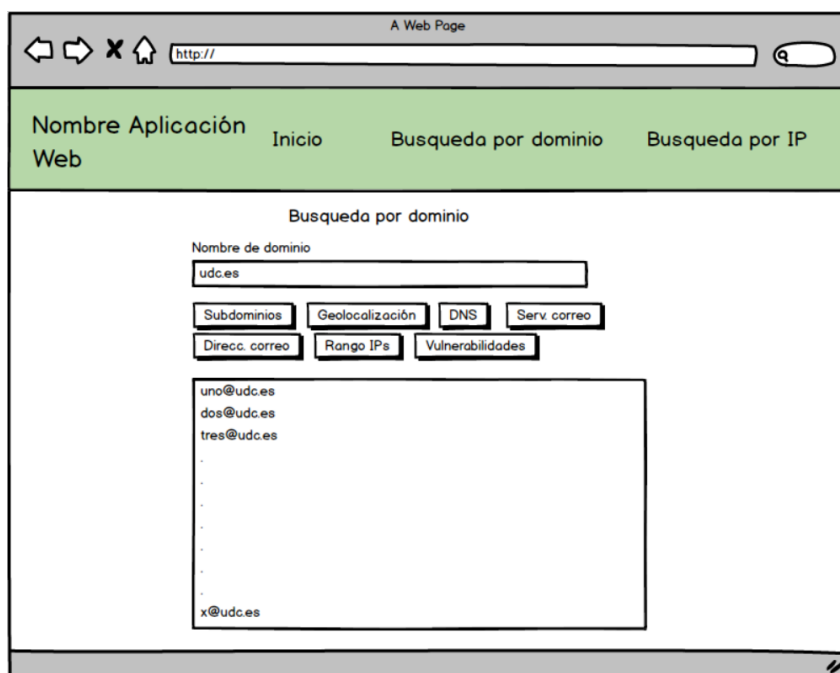 A Web Page
http://
Nombre Aplicación
Web
Inicio
Busqueda por dominio
Busqueda por IP
Busqueda por dominio
Nombre de dominio
udc.es
Subdominios
Geolocalización
DNS
Serv. correo
Direcc. correo
Rango IPs
Vulnerabilidades
uno@udc.es
dos@udc.es
tres@udc.es
.
.
.
.
.
.
.
x@udc.es